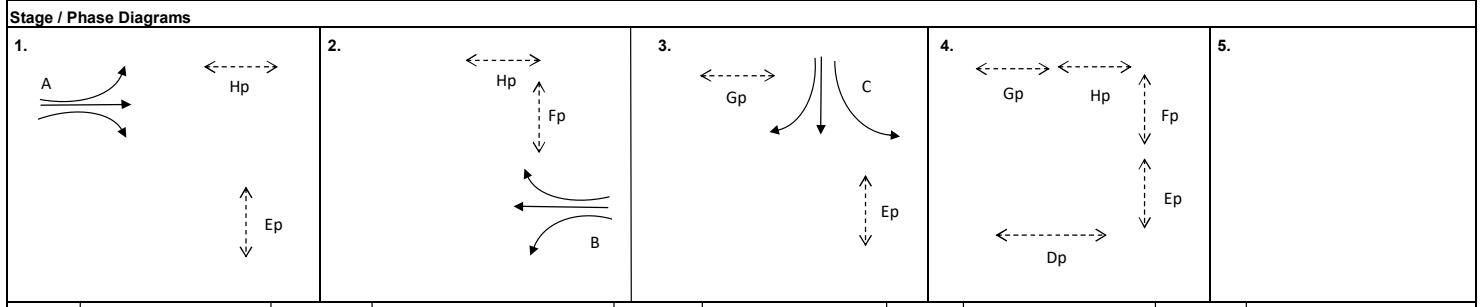 Stage / Phase Diagrams
1.
A
Hp
Ep
2.
Hp
Fp
B
3.
Gp
C
Ep
4.
Gp
Hp
Fp
Ep
Dp
5.